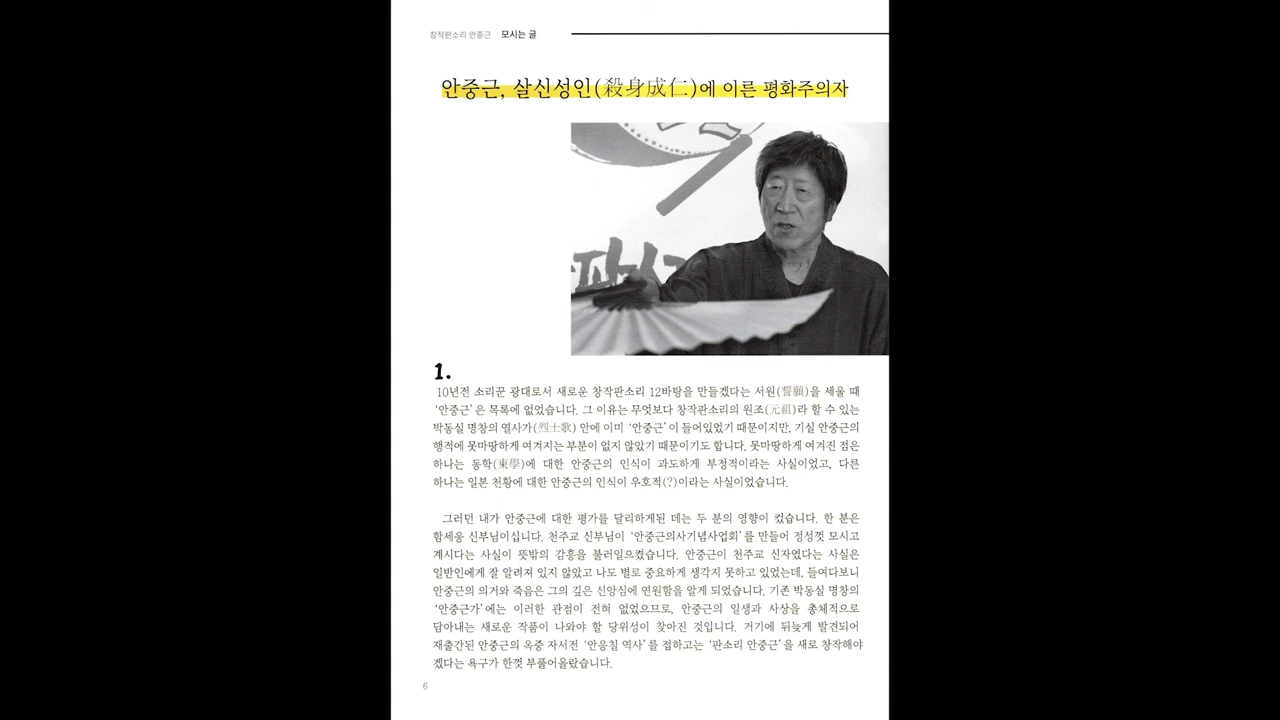 창작판소리 안중근 모시는 글
안중근, 살신성인(殺身成仁)에 이른 평화주의자
판소리
1.
10년전 소리꾼 광대로서 새로운 창작판소리 12바탕을 만들겠다는 서원(誓願)을 세울 때
‘안중근’은 목록에 없었습니다. 그 이유는 무엇보다 창작판소리의 원조(元祖)라 할 수 있는
박동실 명창의 열사가(烈士歌) 안에 이미 ‘안중근’이 들어있었기 때문이지만, 기실 안중근의
행적에 못마땅하게 여겨지는 부분이 없지 않았기 때문이기도 합니다. 못마땅하게 여겨진 점은
하나는 동학(東學)에 대한 안중근의 인식이 과도하게 부정적이라는 사실이었고, 다른
하나는 일본 천황에 대한 안중근의 인식이 우호적(?)이라는 사실이었습니다.
그러던 내가 안중근에 대한 평가를 달리하게된 데는 두 분의 영향이 컸습니다. 한 분은
함세웅 신부님이십니다. 천주교 신부님이 ‘안중근의사기념사업회’를 만들어 정성껏 모시고
계시다는 사실이 뜻밖의 감흥을 불러일으켰습니다. 안중근이 천주교 신자였다는 사실은
일반인에게 잘 알려져 있지 않았고 나도 별로 중요하게 생각지 못하고 있었는데, 들여다보니
안중근의 의거와 죽음은 그의 깊은 신앙심에 연원함을 알게 되었습니다. 기존 박동실 명창의
‘안중근가’에는 이러한 관점이 전혀 없었으므로, 안중근의 일생과 사상을 총체적으로
담아내는 새로운 작품이 나와야 할 당위성이 찾아진 것입니다. 거기에 뒤늦게 발견되어
재출간된 안중근의 옥중 자서전 ‘안응칠 역사’를 접하고는 ‘판소리 안중근’을 새로 창작해야
겠다는 욕구가 한껏 부풀어올랐습니다.
6